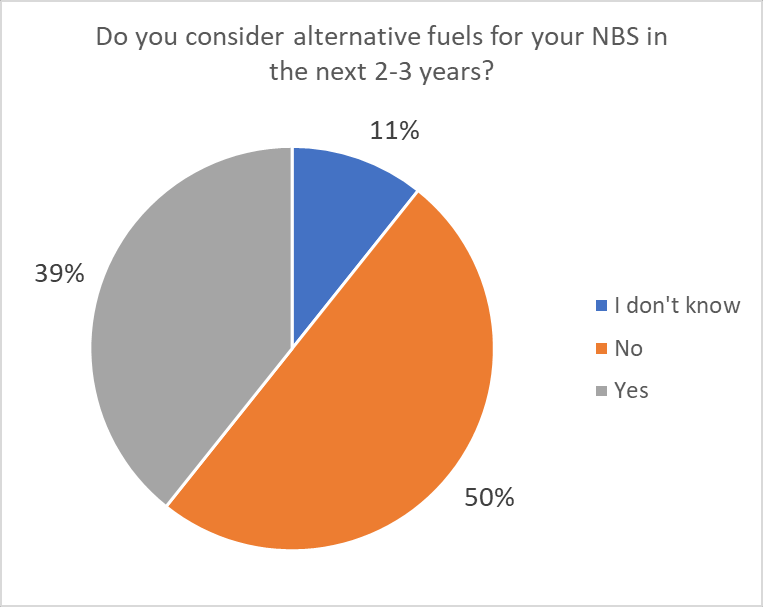 Do you consider alternative fuels for your NBS in
the next 2-3 years?
11%
39%
50%
I don't know
No
Yes